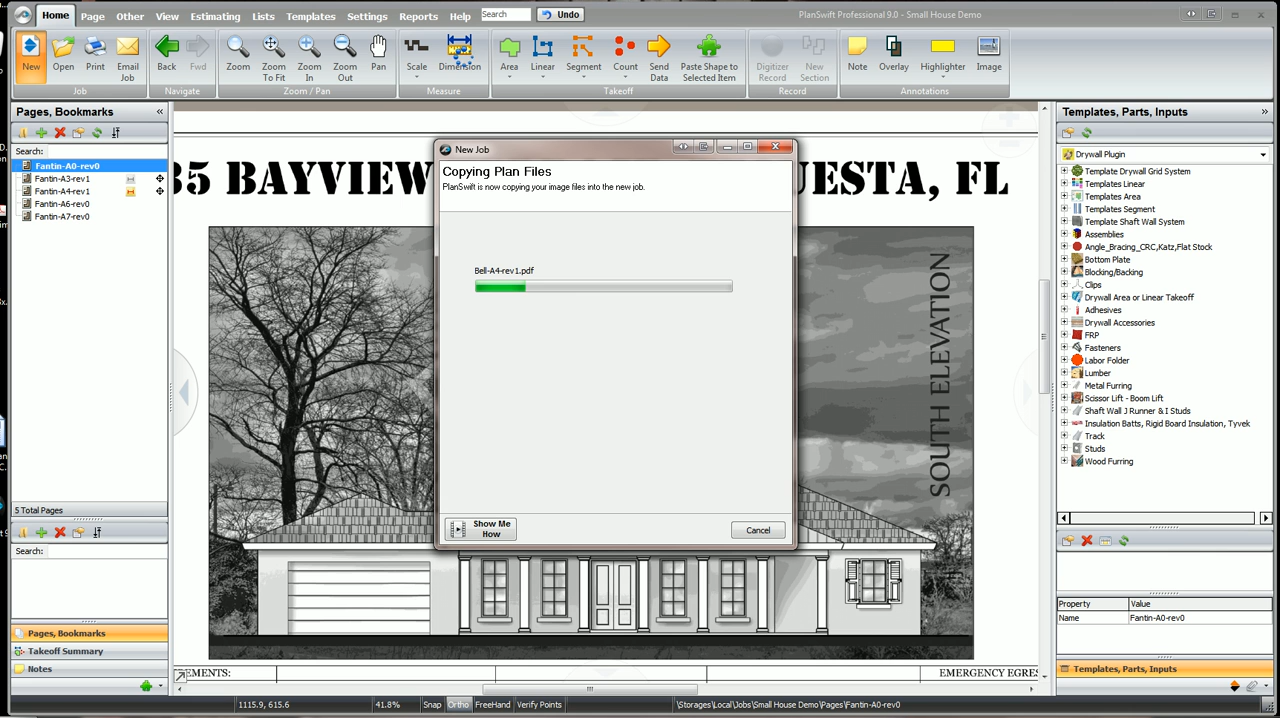 Home Page Other View Estimating Lists Templates Settings Reports Help Search Undo
PlanSwift Professional 9.0 - Small House Demo
New Open Print Email Job Back Fwd Zoom Zoom To Fit Zoom In Zoom Out Pan Scale Dimension Area Linear Segment Count Send Data Paste Shape to Selected Item Digitizer Record New Section Note Overlay Highlighter Image
Job Navigate Zoom / Pan Measure Takeoff Record Annotations
Pages, Bookmarks
Search:
Fantin-A0-rev0
Fantin-A3-rev1
Fantin-A4-rev1
Fantin-A6-rev0
Fantin-A7-rev0
5 Total Pages
Search:
Pages, Bookmarks
Takeoff Summary
Notes
35 BAYVIEW
UESTA, FL
SOUTH ELEVATION
EMENTS:
EMERGENCY EGRES
New Job
Copying Plan Files
PlanSwift is now copying your image files into the new job.
Bell-A4-rev1.pdf
Show Me How
Cancel
Templates, Parts, Inputs
Drywall Plugin
Template Drywall Grid System
Templates Linear
Templates Area
Templates Segment
Template Shaft Wall System
Assemblies
Angle_Bracing_CRC,Katz,Flat Stock
Bottom Plate
Blocking/Backing
Clips
Drywall Area or Linear Takeoff
Adhesives
Drywall Accessories
FRP
Fasteners
Labor Folder
Lumber
Metal Furring
Scissor Lift - Boom Lift
Shaft Wall J Runner & I Studs
Insulation Batts, Rigid Board Insulation, Tyvek
Track
Studs
Wood Furring
Property Value
Name Fantin-A0-rev0
Templates, Parts, Inputs
1115.9, 615.6 41.8% Snap Ortho FreeHand Verify Points \Storages\Local\Jobs\Small House Demo\Pages\Fantin-A0-rev0